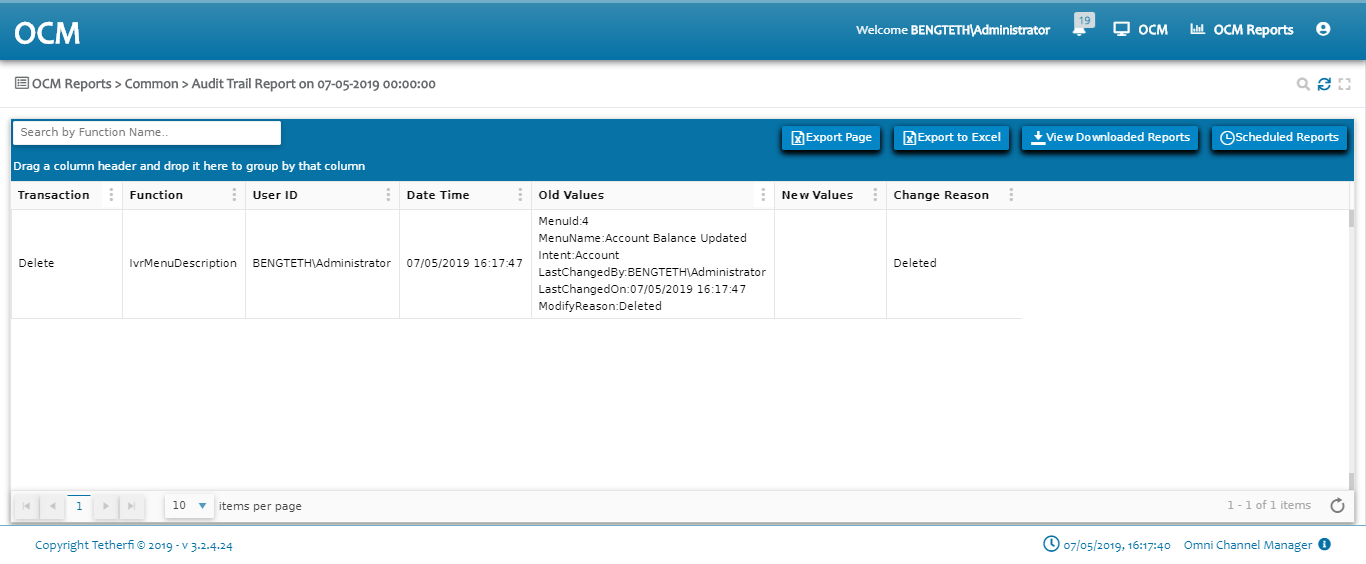 OCM
Welcome BENGTETH\Administrator
19
OCM
OCM Reports
OCM Reports > Common > Audit Trail Report on 07-05-2019 00:00:00
Search by Function Name..
Export Page
Export to Excel
View Downloaded Reports
Scheduled Reports
Drag a column header and drop it here to group by that column
Transaction
Function
User ID
Date Time
Old Values
New Values
Change Reason
Delete
IvrMenuDescription
BENGTETH\Administrator
07/05/2019 16:17:47
MenuId:4
MenuName:Account Balance Updated
Intent:Account
LastChangedBy:BENGTETH\Administrator
LastChangedOn:07/05/2019 16:17:47
ModifyReason:Deleted
Deleted
1
10
items per page
1 - 1 of 1 items
Copyright Tetherfi © 2019 - v 3.2.4.24
07/05/2019, 16:17:40
Omni Channel Manager